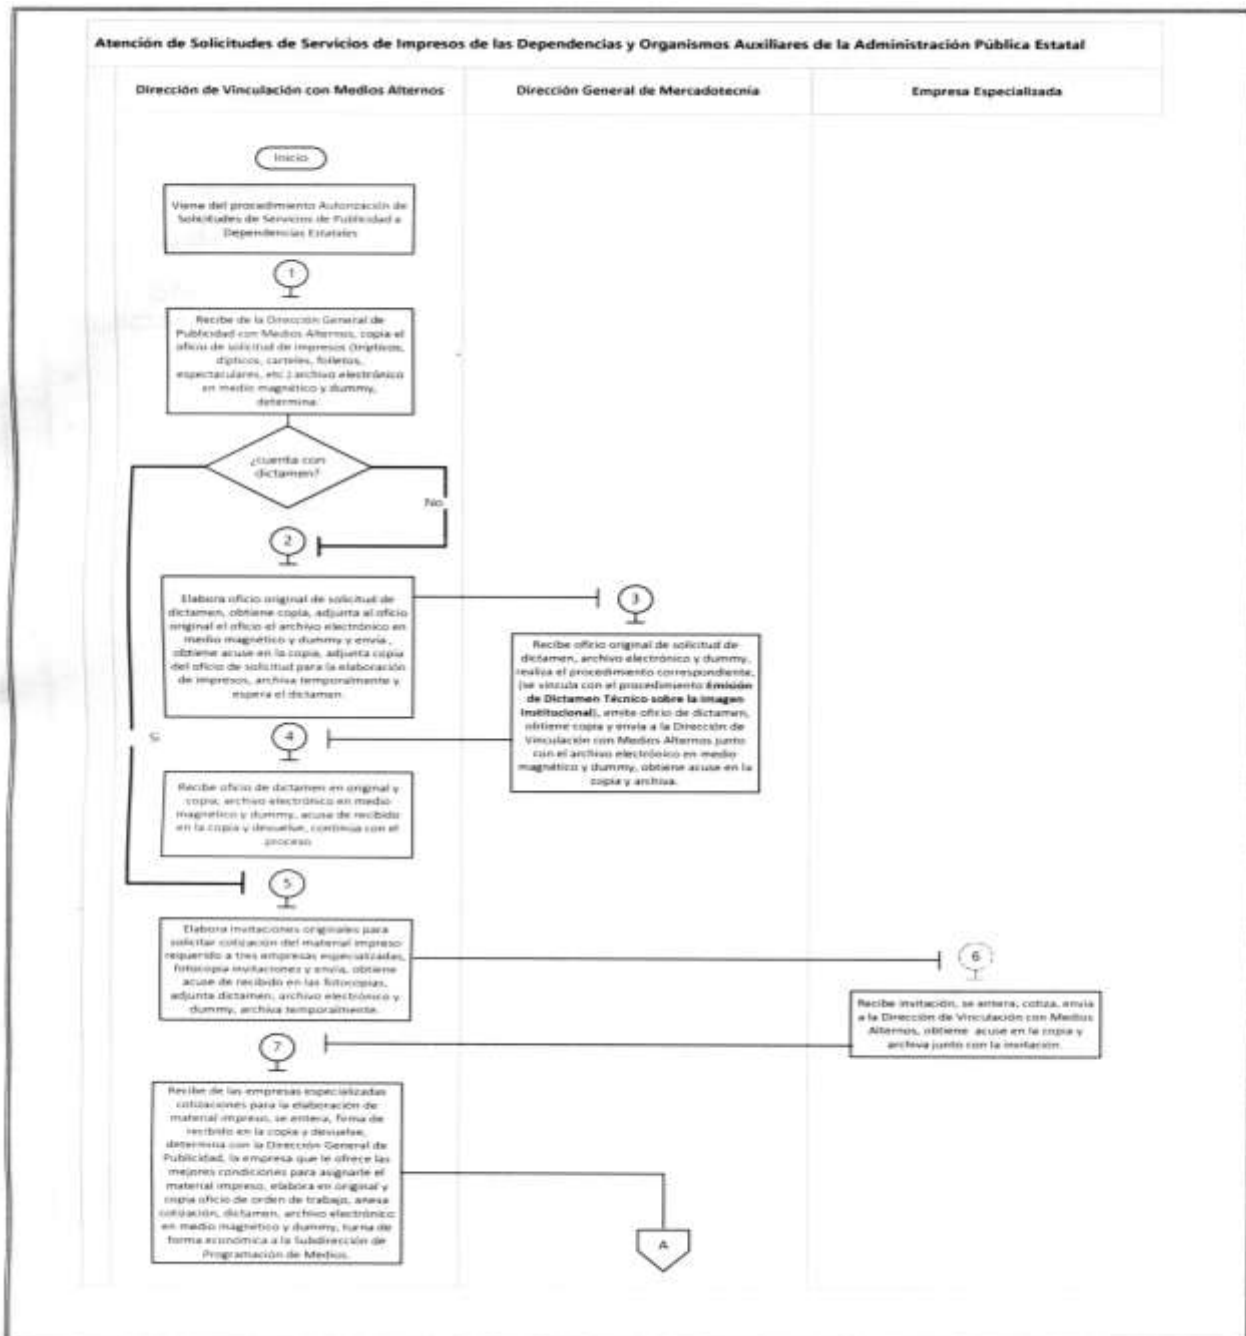 Atención de Solicitudes de Servicios de Impresos de las Dependencias y Organismos Auxiliares de la Administración Pública Estatal
Dirección de Vinculación con Medios Alternos
Dirección General de Mercadotecnia
Empresa Especializada
Inicio
Viene del procedimiento Autorización de
Solicitudes de Servicios de Publicidad a
Dependencias Estatales
1
Recibe de la Dirección General de
Publicidad con Medios Alternos, copia el
oficio de solicitud de impresos (trípticos,
dípticos, carteles, folletos,
espectaculares, etc.) archivo electrónico
en medio magnético y dummy,
determina.
¿cuenta con
dictamen?
No
2
Elabora oficio original de solicitud de
dictamen, obtiene copia, adjunta al oficio
original el oficio el archivo electrónico en
medio magnético y dummy y envía,
obtiene acuse en la copia, adjunta copia
del oficio de solicitud para la elaboración
de impresos, archiva temporalmente y
espera el dictamen.
3
Recibe oficio original de solicitud de
dictamen, archivo electrónico y dummy,
realiza el procedimiento correspondiente,
(se vincula con el procedimiento Emisión
de Dictamen Técnico sobre la imagen
Institucional), emite oficio de dictamen,
obtiene copia y envía a la Dirección de
Vinculación con Medios Alternos junto
con el archivo electrónico en medio
magnético y dummy, obtiene acuse en la
copia y archiva.
4
Recibe oficio de dictamen en original y
copia, archivo electrónico en medio
magnético y dummy, acusa de recibido
en la copia y devuelve, continúa con el
proceso
5
Elabora invitaciones originales para
solicitar cotización del material impreso
requerido a tres empresas especializadas,
fotocopia invitaciones y envía, obtiene
acuse de recibido en las fotocopias,
adjunta dictamen, archivo electrónico y
dummy, archiva temporalmente.
6
Recibe invitación, se entera, cotiza, envía
a la Dirección de Vinculación con Medios
Alternos, obtiene acuse en la copia y
archiva junto con la invitación
7
Recibe de las empresas especializadas
cotizaciones para la elaboración de
material impreso, se entera, firma de
recibido en la copia y devuelve,
determina con la Dirección General de
Publicidad, la empresa que le ofrece las
mejores condiciones para asignarle el
material impreso, elabora en original y
copia oficio de orden de trabajo, anexa
cotización, dictamen, archivo electrónico
en medio magnético y dummy, turna de
forma económica a la Subdirección de
Programación de Medios.
A